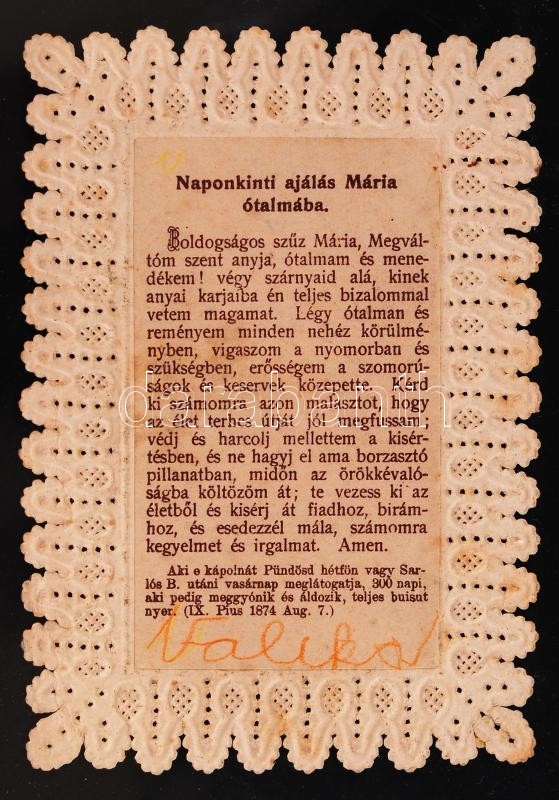 Naponkinti ajálás Mária
ótalmába.
Boldogságos szűz Mária, Megvál-
tóm szent anyja, ótalmam és mene-
dékem! végy szárnyaid alá, kinek
anyai karjaiba én teljes bizalommal
vetem magamat. Légy ótalmam és
reményem minden nehéz körülmé-
nyben, vigaszom a nyomorban és
szükségben, erősségem a szomorú-
ságok és keservek közepette. Kérd
ki számomra azon malasztot, hogy
az élet terhes útját jól megfussam;
védj és harcolj mellettem a kisér-
tésben, és ne hagyj el ama borzasztó
pillanatban, midőn az örökkévaló-
ságba költözöm át; te vezess ki az
életből és kisérj át fiadhoz, birám-
hoz, és esedezzél mála, számomra
kegyelmet és irgalmat. Amen.
Aki e kápolnát Pündösd hétfőn vagy Sar-
lós B. utáni vasárnap meglátogatja, 300 napi,
aki pedig meggyónik és áldozik, teljes buisut
nyer. (IX. Pius 1874 Aug. 7.)
Valika
darabanth